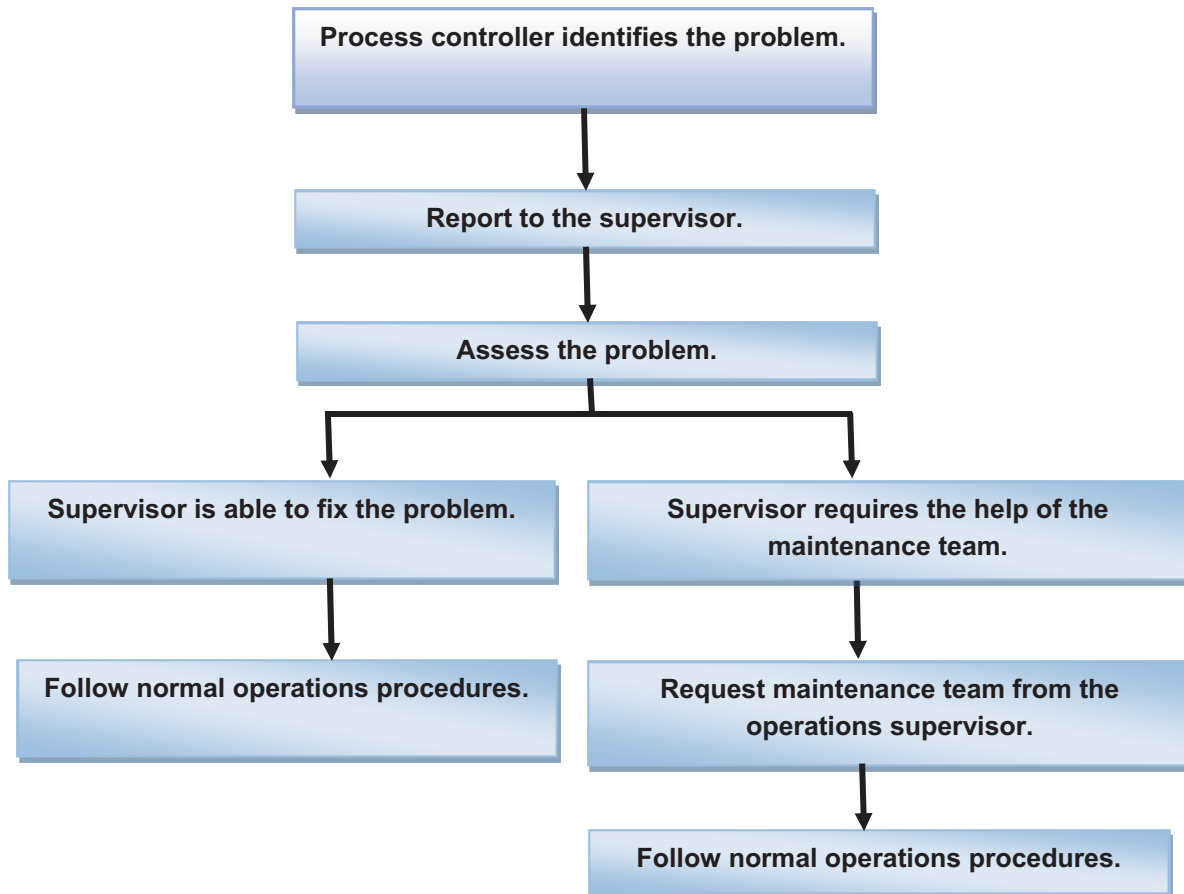 Process controller identifies the problem.
Report to the supervisor.
Assess the problem.
Supervisor is able to fix the problem.
Supervisor requires the help of the
maintenance team.
Follow normal operations procedures.
Request maintenance team from the
operations supervisor.
Follow normal operations procedures.